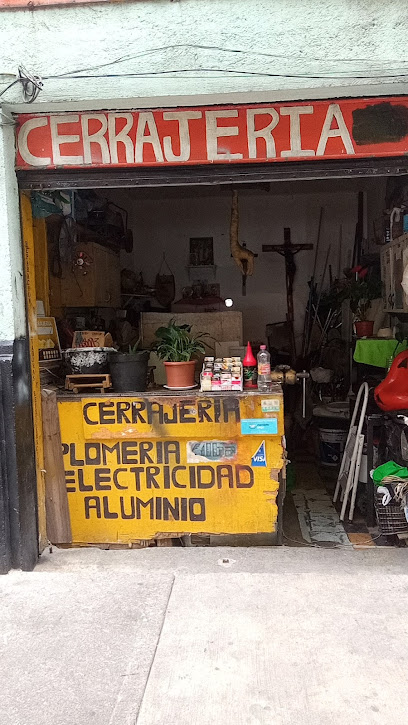 CERRAJERIA
CERRAJERIA
PLOMERIA
ELECTRICIDAD
VISA
ALUMINIO